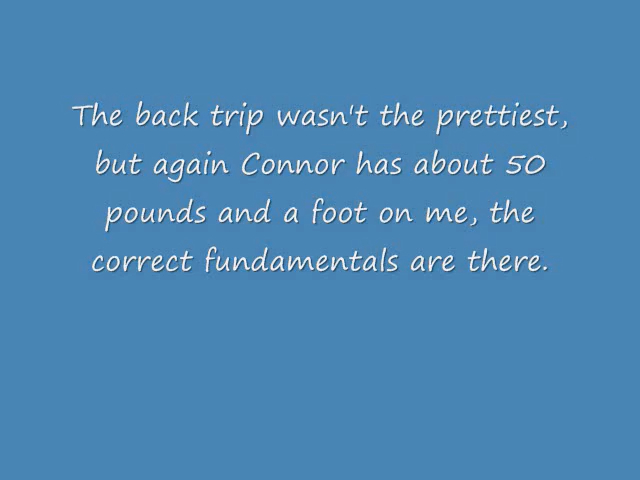 The back trip wasn't the prettiest,
but again Connor has about 50
pounds and a foot on me, the
correct fundamentals are there.